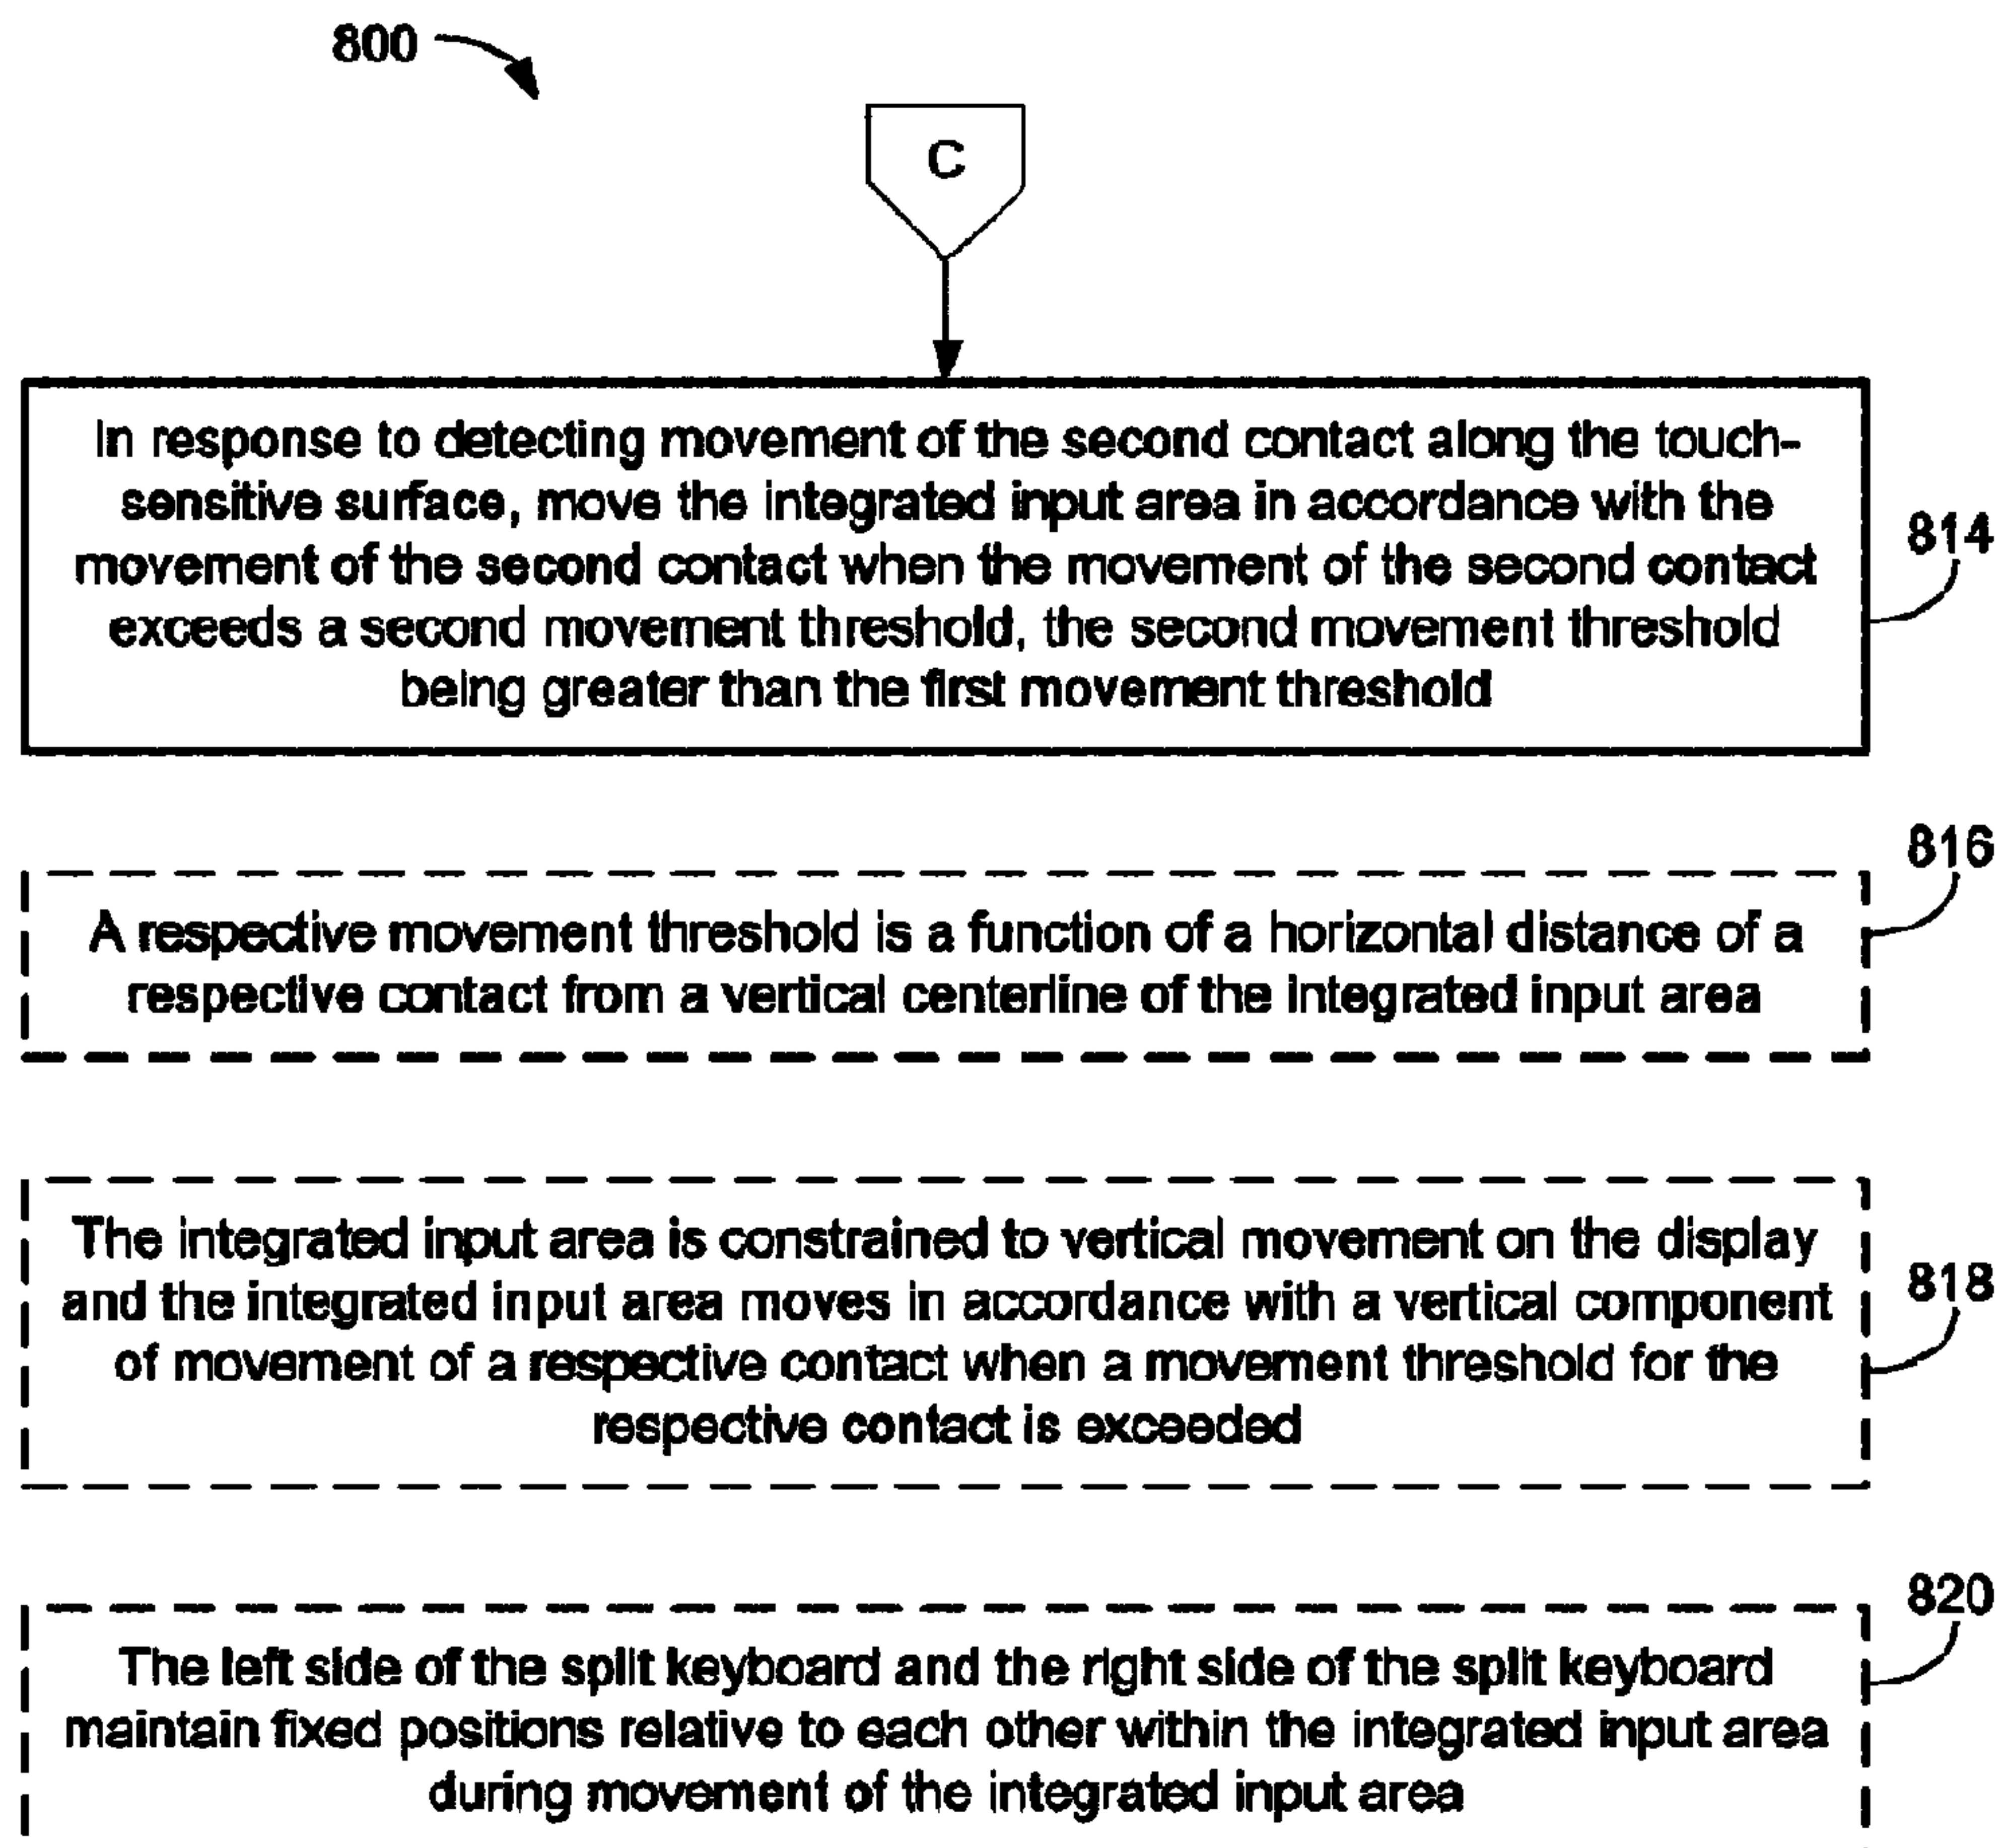 800
C
In response to detecting movement of the second contact along the touch-
sensitive surface, move the integrated input area in accordance with the
movement of the second contact when the movement of the second contact
exceeds a second movement threshold, the second movement threshold
being greater than the first movement threshold
814
816
A respective movement threshold is a function of a horizontal distance of a
respective contact from a vertical centerline of the integrated input area
The integrated input area is constrained to vertical movement on the display
and the integrated input area moves in accordance with a vertical component
of movement of a respective contact when a movement threshold for the
respective contact is exceeded
818
820
The left side of the split keyboard and the right side of the split keyboard
maintain fixed positions relative to each other within the integrated input area
during movement of the integrated input area